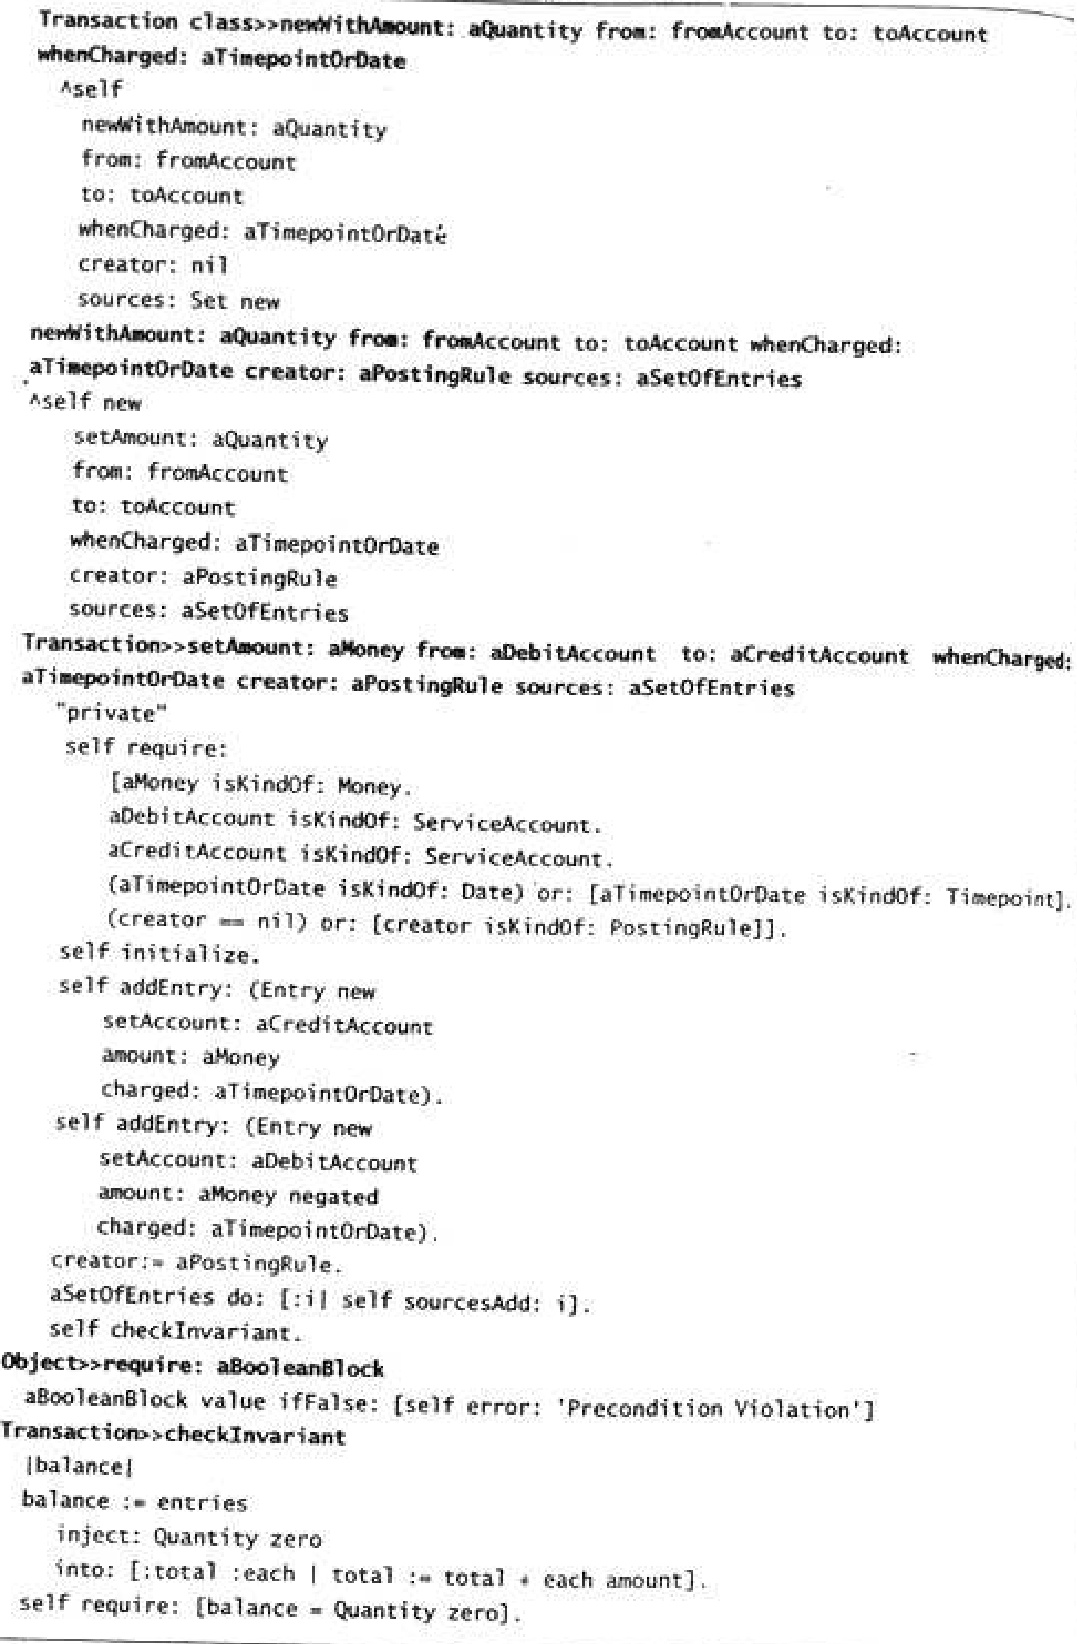 Transaction class>>newWithAmount: aQuantity from: fromAccount to: toAccount
whenCharged: aTimepointOrDate
^self
newWithAmount: aQuantity
from: fromAccount
to: toAccount
whenCharged: aTimepointOrDate
creator: nil
sources: Set new
newWithAmount: aQuantity from: fromAccount to: toAccount whenCharged:
aTimepointOrDate creator: aPostingRule sources: aSetOfEntries
^self new
setAmount: aQuantity
from: fromAccount
to: toAccount
whenCharged: aTimepointOrDate
creator: aPostingRule
sources: aSetOfEntries
Transaction>>setAmount: aMoney from: aDebitAccount to: aCreditAccount whenCharged:
aTimepointOrDate creator: aPostingRule sources: aSetOfEntries
"private"
self require:
[aMoney isKindOf: Money.
aDebitAccount isKindOf: ServiceAccount.
aCreditAccount isKindOf: ServiceAccount.
(aTimepointOrDate isKindOf: Date) or: [aTimepointOrDate isKindOf: Timepoint].
(creator == nil) or: [creator isKindOf: PostingRule]].
self initialize.
self addEntry: (Entry new
setAccount: aCreditAccount
amount: aMoney
charged: aTimepointOrDate).
self addEntry: (Entry new
setAccount: aDebitAccount
amount: aMoney negated
charged: aTimepointOrDate).
creator:= aPostingRule.
aSetOfEntries do: [:i| self sourcesAdd: i].
self checkInvariant.
Object>>require: aBooleanBlock
aBooleanBlock value ifFalse: [self error: 'Precondition Violation']
Transaction>>checkInvariant
|balance|
balance := entries
inject: Quantity zero
into: [:total :each | total := total + each amount].
self require: [balance = Quantity zero].